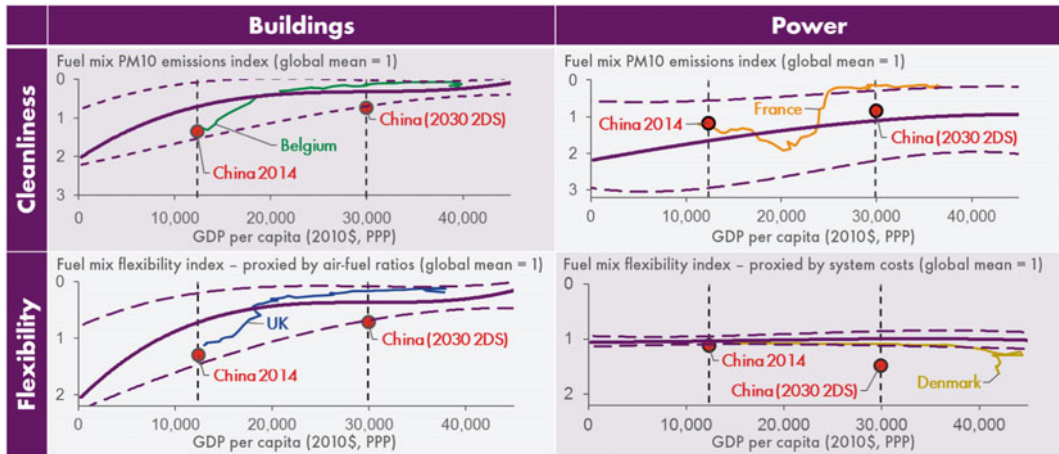 Buildings
Power
Cleanliness
Fuel mix PM10 emissions index (global mean = 1)
0
1
2
3
Belgium
China 2014
China (2030 2DS)
0
10,000
20,000
30,000
40,000
GDP per capita (2010$, PPP)
Fuel mix PM10 emissions index (global mean = 1)
0
1
2
3
France
China 2014
China (2030 2DS)
0
10,000
20,000
30,000
40,000
GDP per capita (2010$, PPP)
Flexibility
Fuel mix flexibility index – proxied by air-fuel ratios (global mean = 1)
0
1
2
UK
China 2014
China (2030 2DS)
0
10,000
20,000
30,000
40,000
GDP per capita (2010$, PPP)
Fuel mix flexibility index – proxied by system costs (global mean = 1)
0
1
2
China 2014
China (2030 2DS)
Denmark
0
10,000
20,000
30,000
40,000
GDP per capita (2010$, PPP)